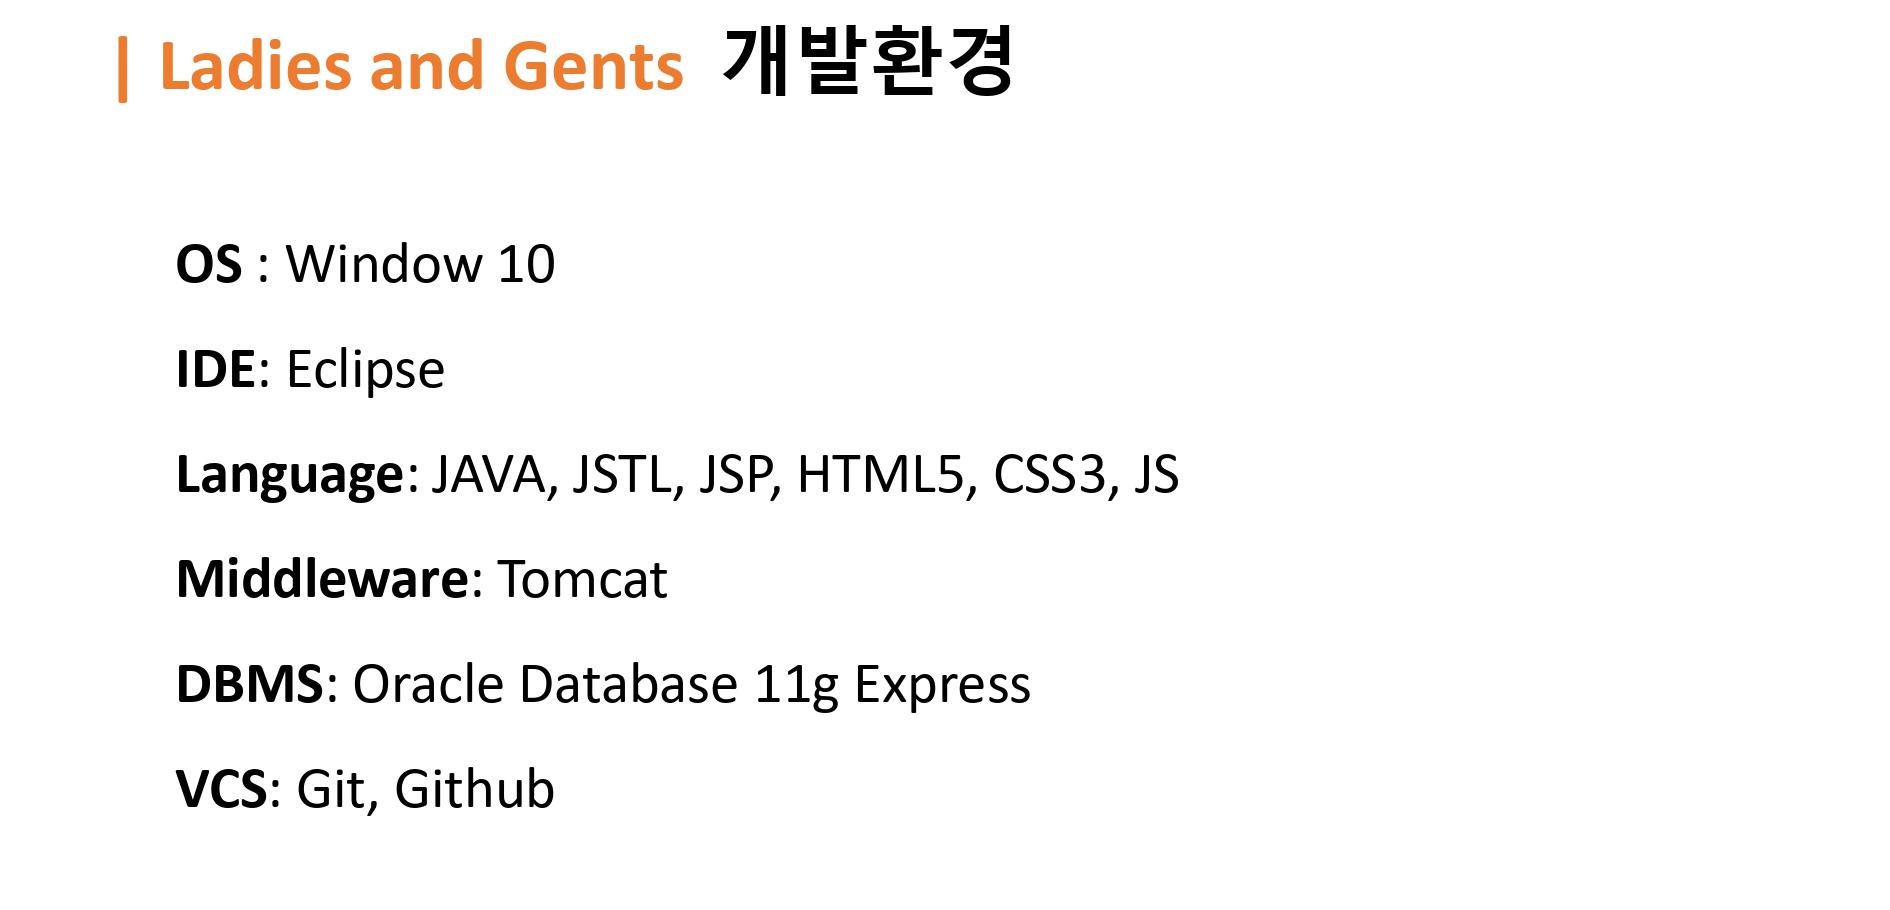 | Ladies and Gents 개발환경
OS : Window 10
IDE: Eclipse
Language: JAVA, JSTL, JSP, HTML5, CSS3, JS
Middleware: Tomcat
DBMS: Oracle Database 11g Express
VCS: Git, Github